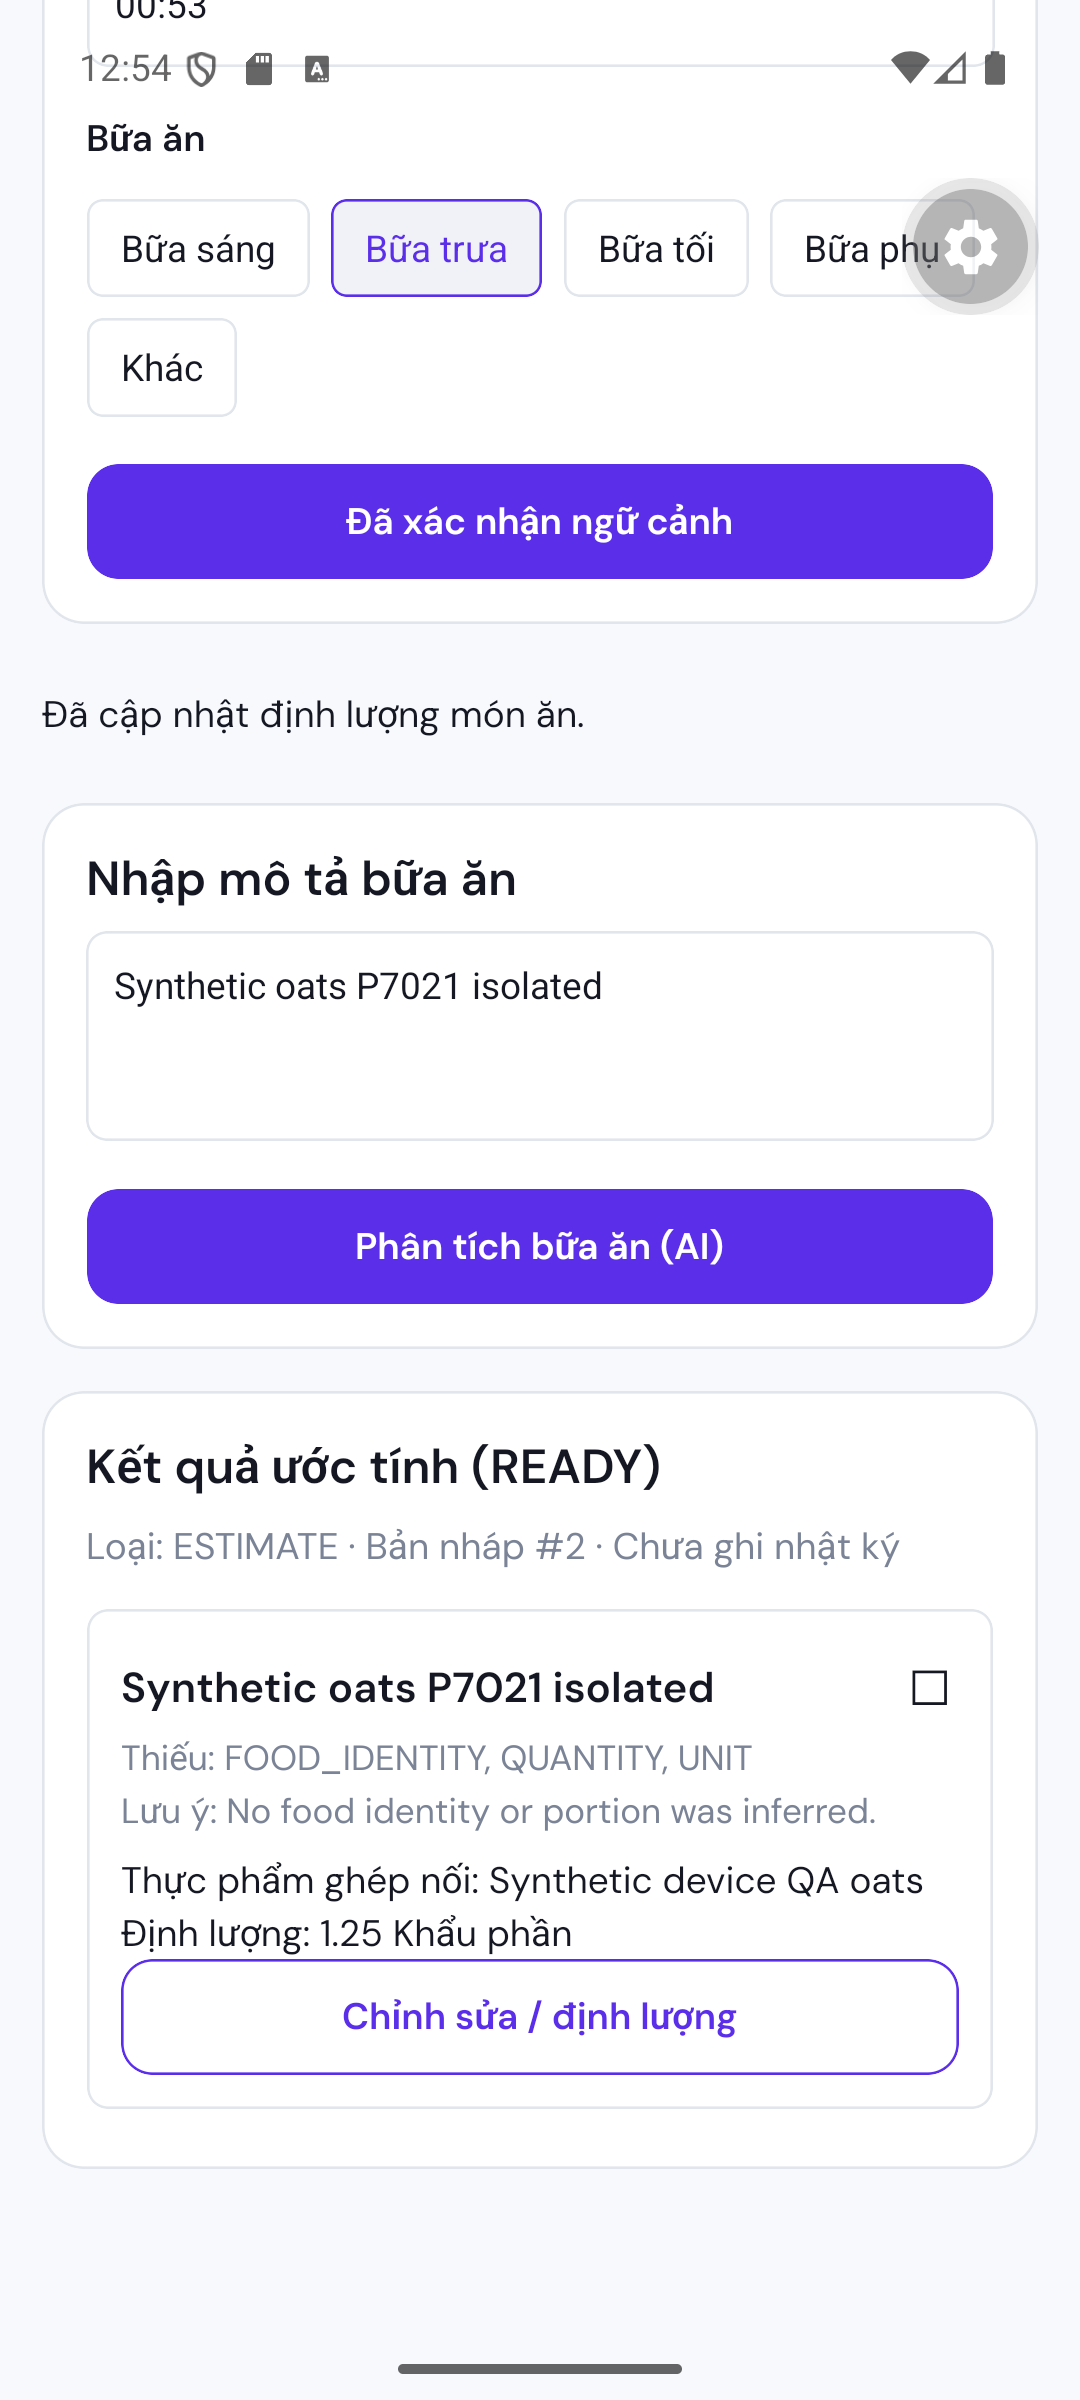 00:53
12:54
Bữa ăn
Bữa sáng
Bữa trưa
Bữa tối
Bữa phụ
Khác
Đã xác nhận ngữ cảnh
Đã cập nhật định lượng món ăn.
Nhập mô tả bữa ăn
Synthetic oats P7021 isolated
Phân tích bữa ăn (AI)
Kết quả ước tính (READY)
Loại: ESTIMATE · Bản nháp #2 · Chưa ghi nhật ký
Synthetic oats P7021 isolated
Thiếu: FOOD_IDENTITY, QUANTITY, UNIT
Lưu ý: No food identity or portion was inferred.
Thực phẩm ghép nối: Synthetic device QA oats
Định lượng: 1.25 Khẩu phần
Chỉnh sửa / định lượng